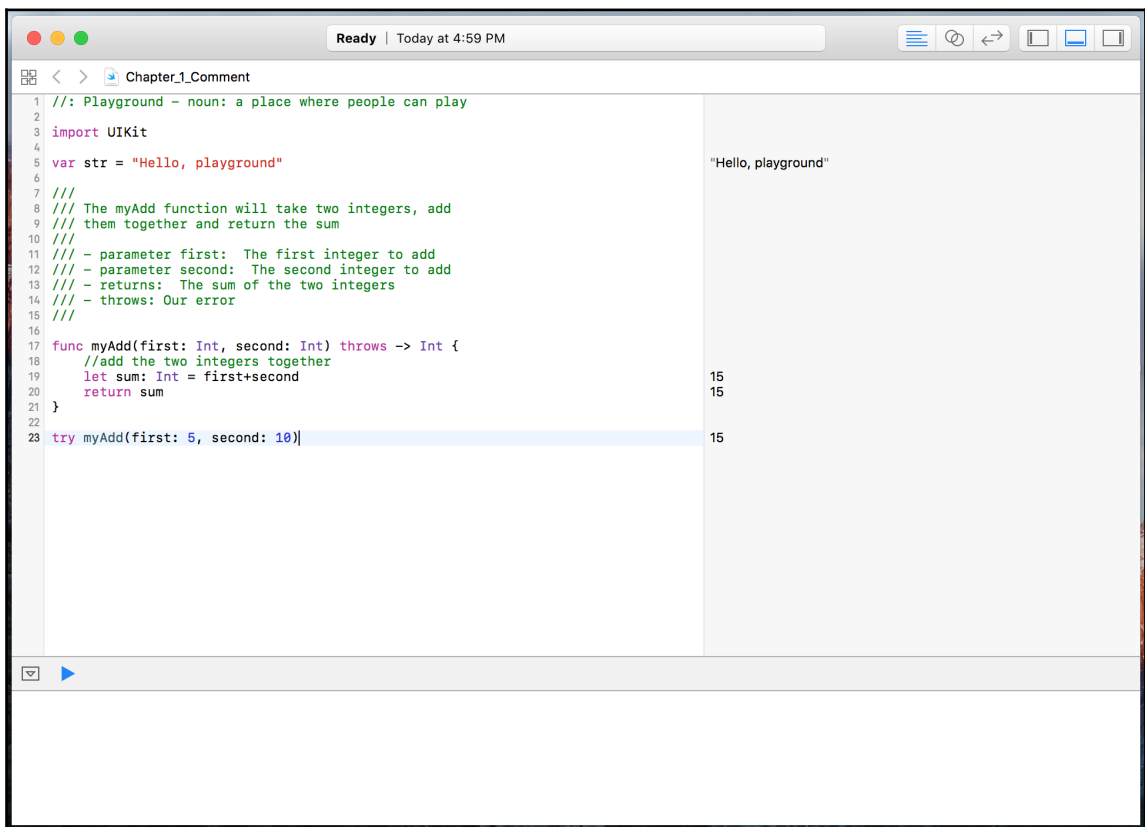 Ready | Today at 4:59 PM
Chapter_1_Comment
1 //: Playground – noun: a place where people can play
2
3 import UIKit
4
5 var str = "Hello, playground" "Hello, playground"
6
7 ///
8 /// The myAdd function will take two integers, add
9 /// them together and return the sum
10 ///
11 /// – parameter first:  The first integer to add
12 /// – parameter second:  The second integer to add
13 /// – returns:  The sum of the two integers
14 /// – throws: Our error
15 ///
16
17 func myAdd(first: Int, second: Int) throws –> Int {
18     //add the two integers together
19     let sum: Int = first+second 15
20     return sum 15
21 }
22
23 try myAdd(first: 5, second: 10) 15